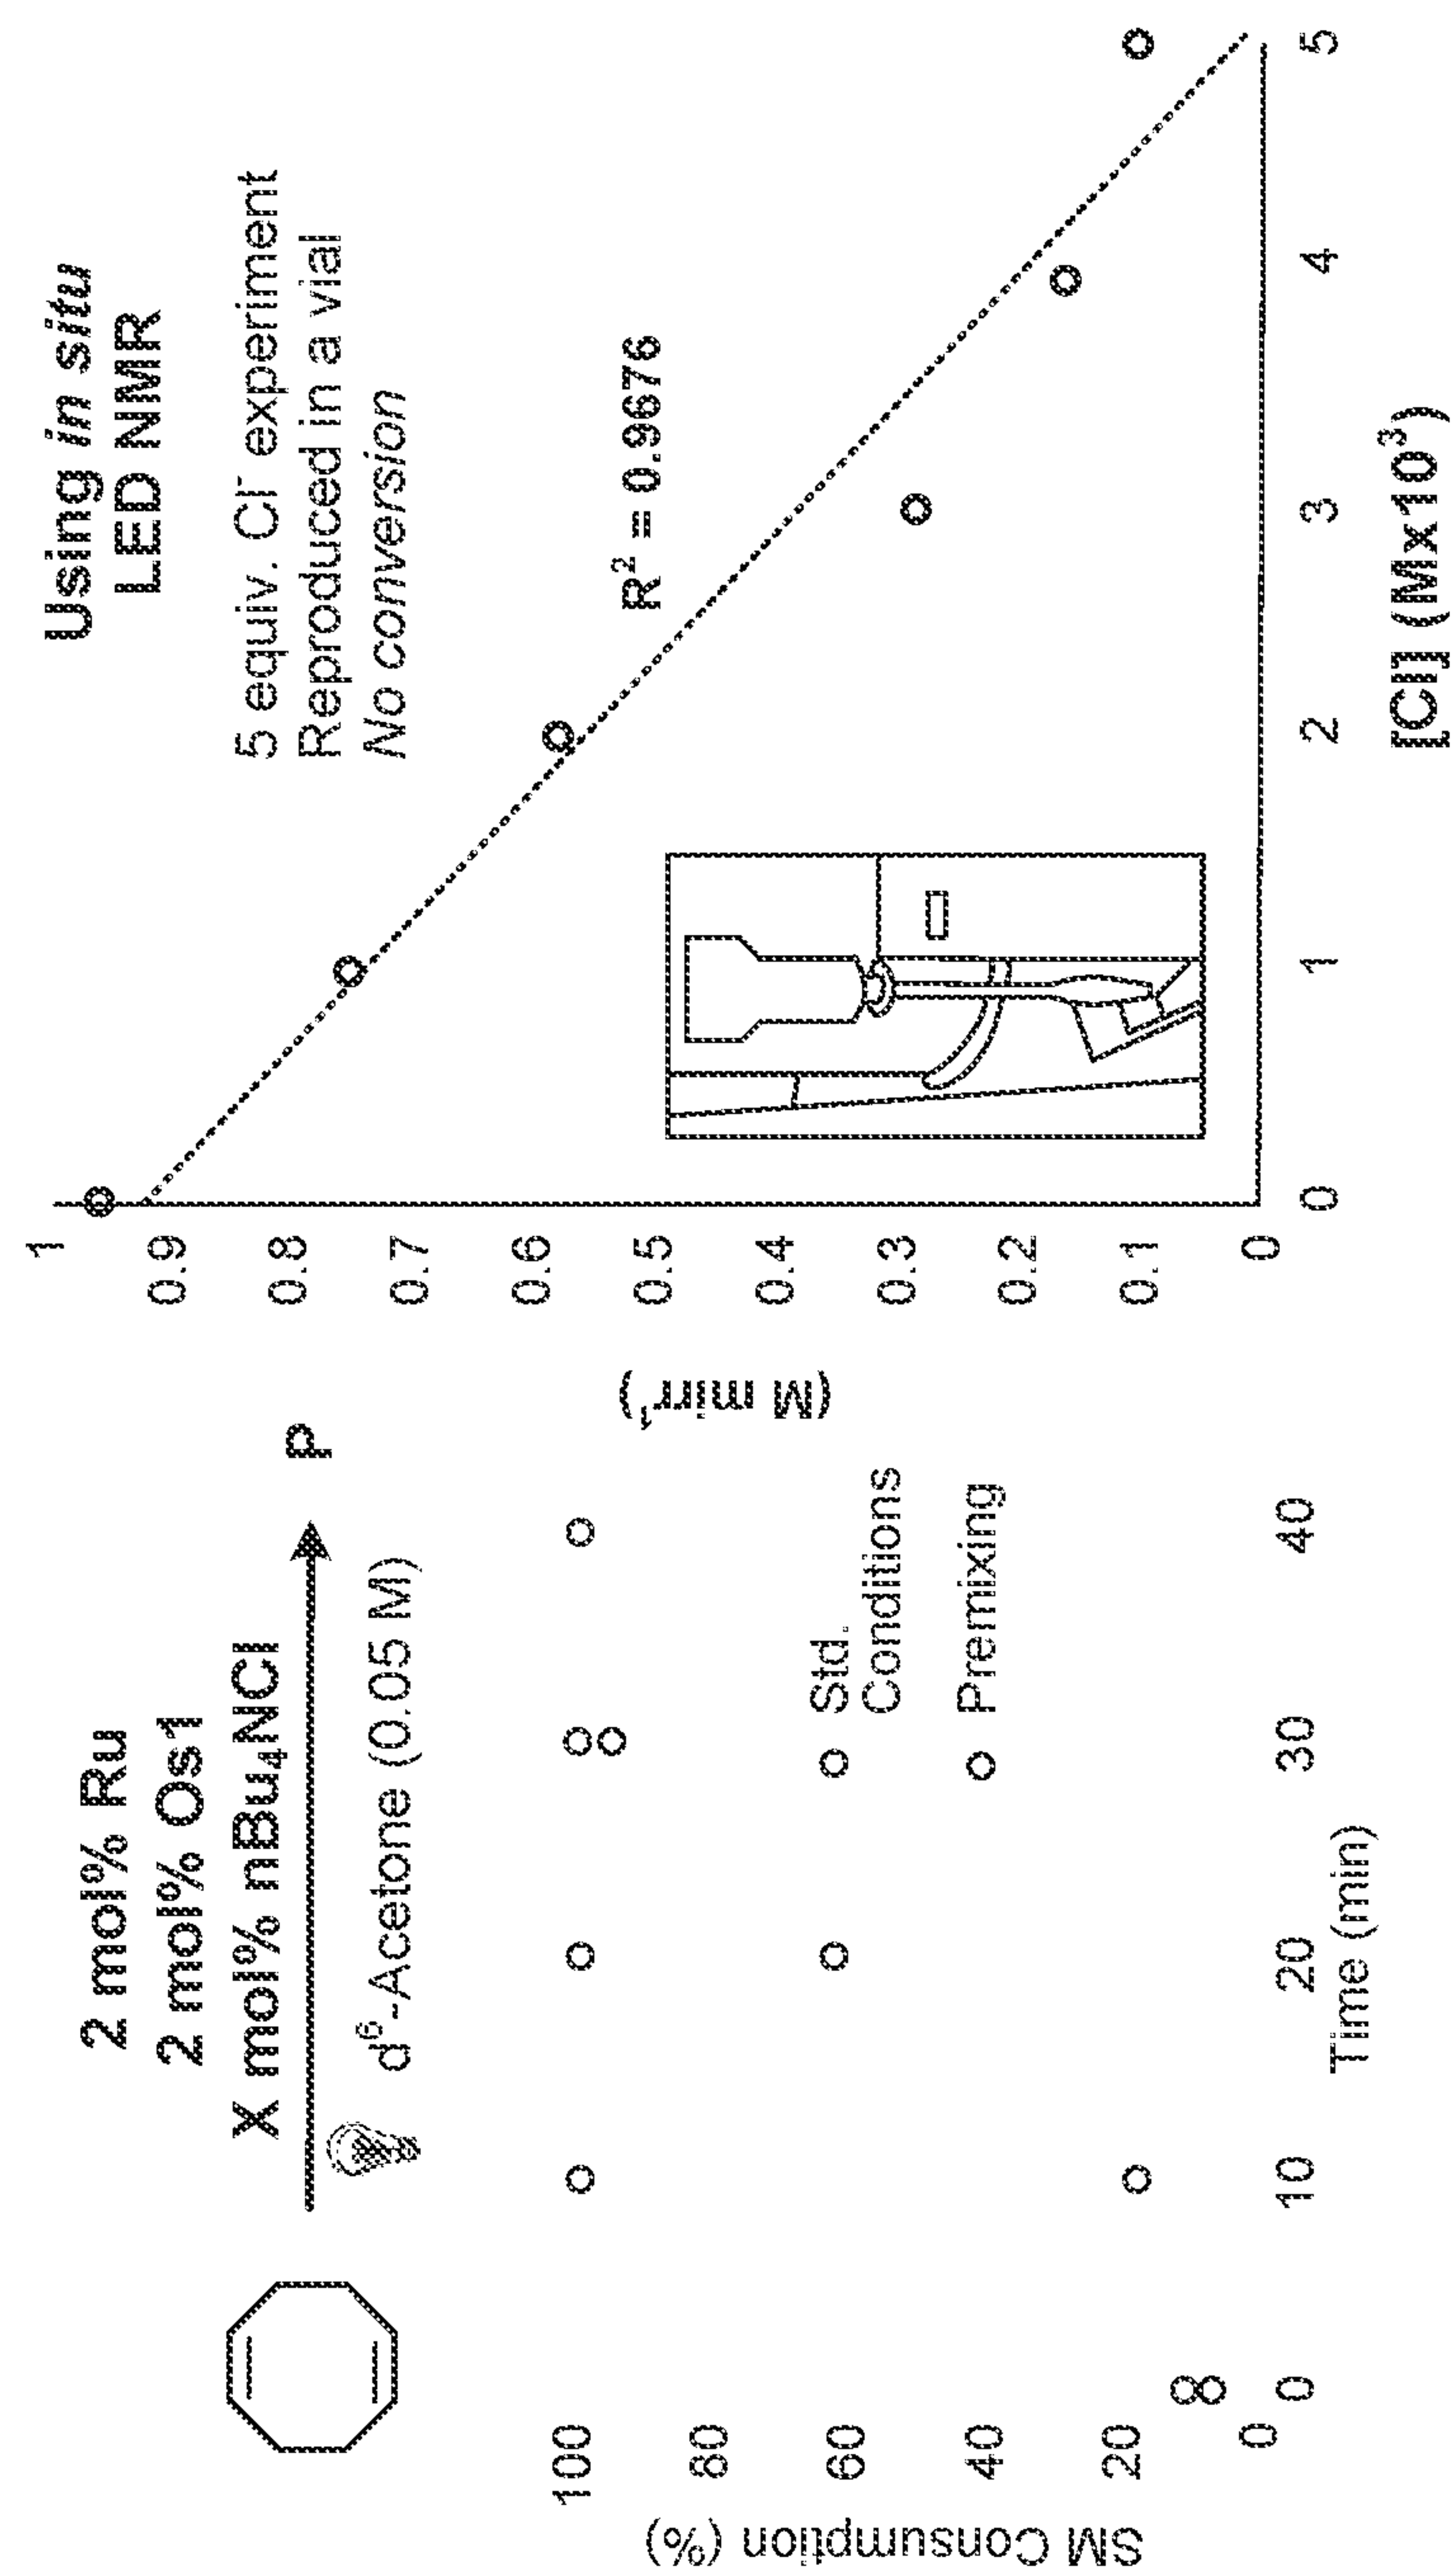 2 mol% Ru
2 mol% Os1
X mol% nBu₄NCl
d⁶-Acetone (0.05 M)
P
SM Consumption (%)
100
80
60
40
20
0
0
10
20
30
40
Time (min)
Std.
Conditions
Premixing
Using in situ
LED NMR
5 equiv. Cl⁻ experiment
Reproduced in a vial
No conversion
R² = 0.9676
(M mirr¹)
1
0.9
0.8
0.7
0.6
0.5
0.4
0.3
0.2
0.1
0
0
1
2
3
4
5
[Cl] (Mx10³)